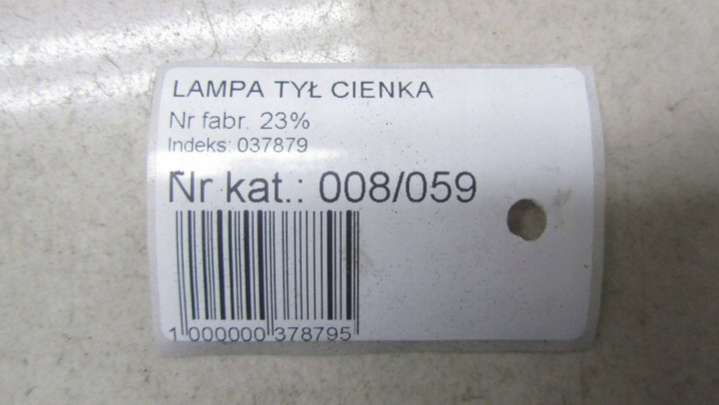 LAMPA TYŁ CIENKA
Nr fabr. 23%
Indeks: 037879
Nr kat.: 008/059
1 000000 378795